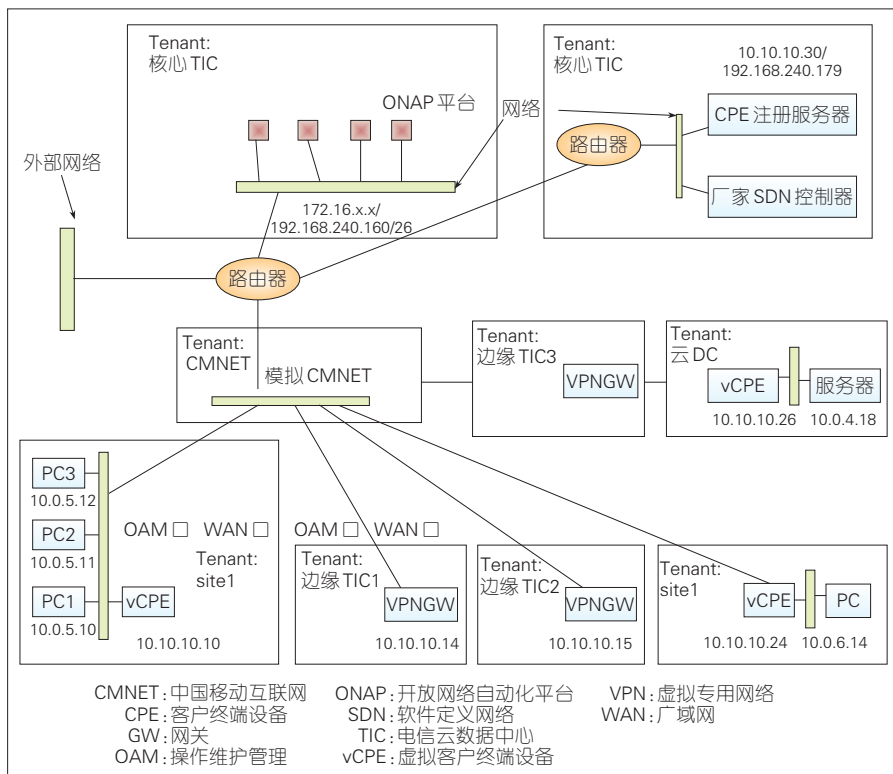 Tenant:
核心 TIC
ONAP 平台
172.16.x.x/
192.168.240.160/26
网络
Tenant:
核心 TIC
10.10.10.30/
192.168.240.179
CPE 注册服务器
路由器
厂家 SDN 控制器
外部网络
路由器
Tenant:
CMNET
模拟 CMNET
Tenant:
边缘 TIC3
VPNGW
Tenant:
云 DC
vCPE
服务器
10.10.10.26
10.0.4.18
PC3
10.0.5.12
PC2
10.0.5.11
PC1
10.0.5.10
vCPE
OAM □ WAN □
Tenant:
site1
10.10.10.10
OAM □ WAN □
Tenant:
边缘 TIC1
VPNGW
10.10.10.14
Tenant:
边缘 TIC2
VPNGW
10.10.10.15
Tenant:
site1
vCPE
PC
10.10.10.24
10.0.6.14
CMNET:中国移动互联网
CPE:客户终端设备
GW:网关
OAM:操作维护管理
ONAP:开放网络自动化平台
SDN:软件定义网络
TIC:电信云数据中心
vCPE:虚拟客户终端设备
VPN:虚拟专用网络
WAN:广域网